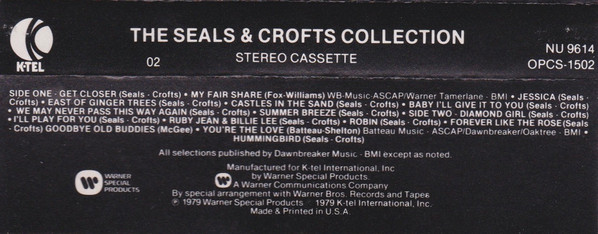 K-TEL
THE SEALS & CROFTS COLLECTION
02
STEREO CASSETTE
NU 9614
OPCS-1502
SIDE ONE - GET CLOSER (Seals - Crofts) • MY FAIR SHARE (Fox-Williams) WB-Music-ASCAP/Warner Tamerlane - BMI • JESSICA (Seals
- Crofts) • EAST OF GINGER TREES (Seals - Crofts) • CASTLES IN THE SAND (Seals - Crofts) • BABY I'LL GIVE IT TO YOU (Seals - Crofts)
• WE MAY NEVER PASS THIS WAY AGAIN (Seals - Crofts) • SUMMER BREEZE (Seals - Crofts) • SIDE TWO - DIAMOND GIRL (Seals - Crofts)
• I'LL PLAY FOR YOU (Seals - Crofts) • RUBY JEAN & BILLIE LEE (Seals - Crofts) • ROBIN (Seals - Crofts) • FOREVER LIKE THE ROSE (Seals
- Crofts) GOODBYE OLD BUDDIES (McGee) • YOU'RE THE LOVE (Batteau-Shelton) Batteau Music - ASCAP/Dawnbreaker/Oaktree - BMI •
HUMMINGBIRD (Seals - Crofts)
All selections published by Dawnbreaker Music - BMI except as noted.
WARNER
SPECIAL
PRODUCTS
Manufactured for K-tel International, Inc
by Warner Special Products.
A Warner Communications Company
By special arrangement with Warner Bros. Records and Tapes
℗ 1979 Warner Special Products © 1979 K-tel International, Inc.
Made & Printed in U.S.A.